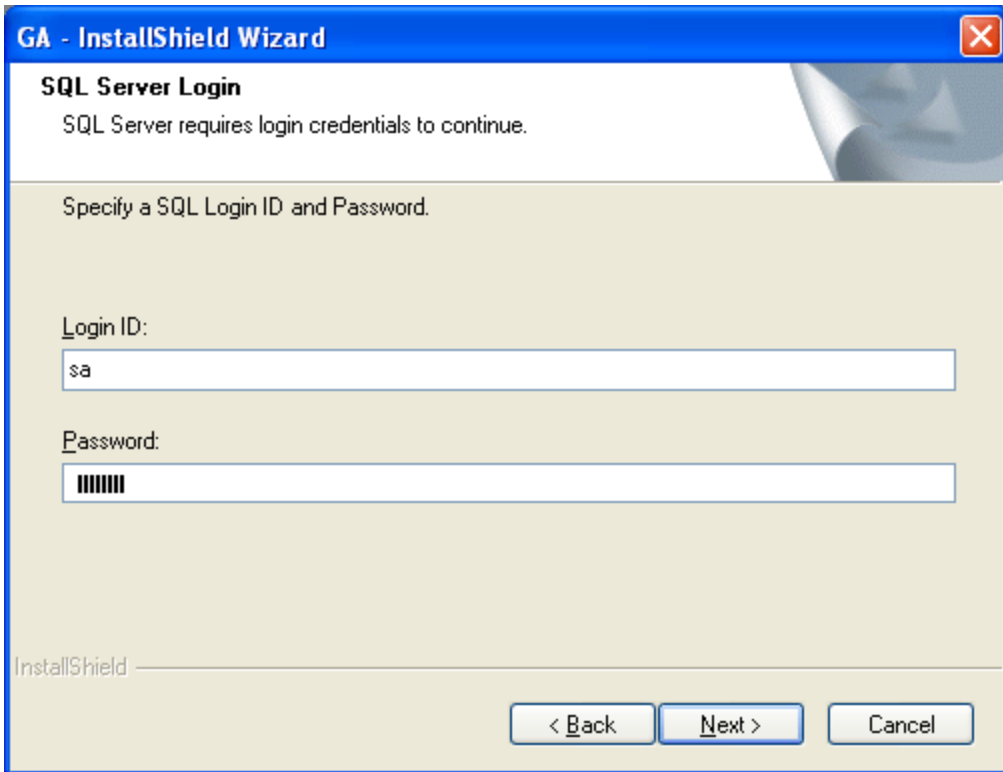 GA - InstallShield Wizard
SQL Server Login
SQL Server requires login credentials to continue.
Specify a SQL Login ID and Password.
Login ID:
sa
Password:
InstallShield
< Back Next > Cancel